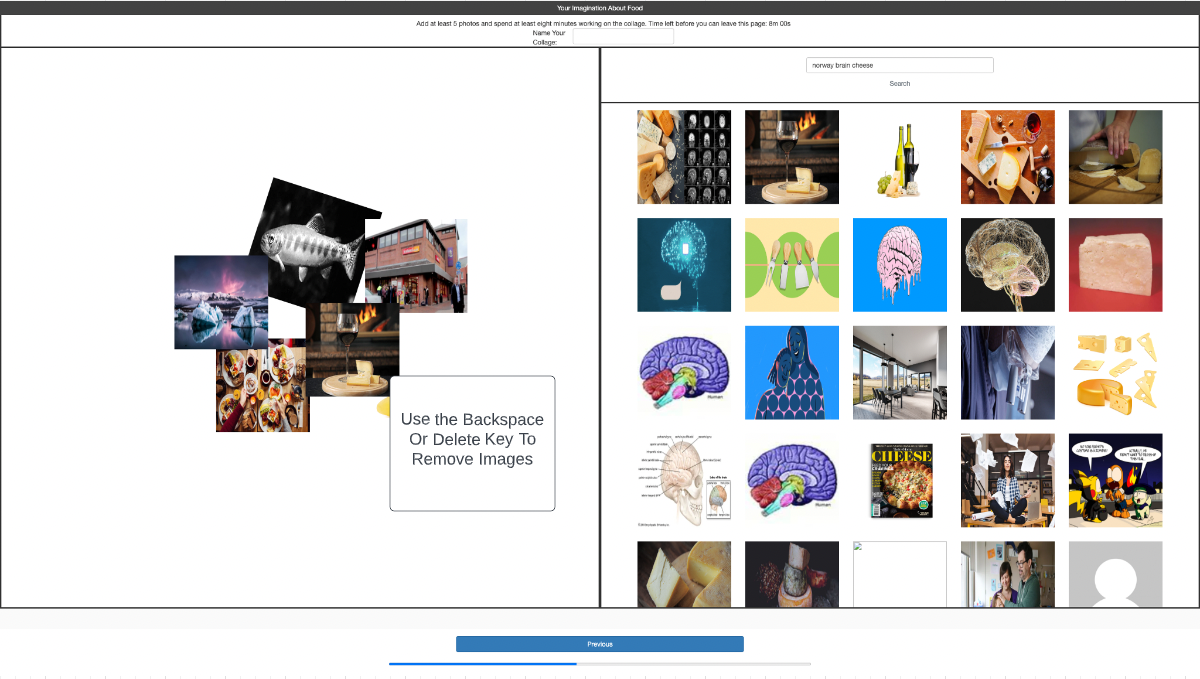 Your Imagination About Food
Add at least 5 photos and spend at least eight minutes working on the collage. Time left before you can leave this page: 8m 00s
Name Your
Collage:
norway brain cheese
Search
Use the Backspace
Or Delete Key To
Remove Images
Human
Human
CHEESE
Previous